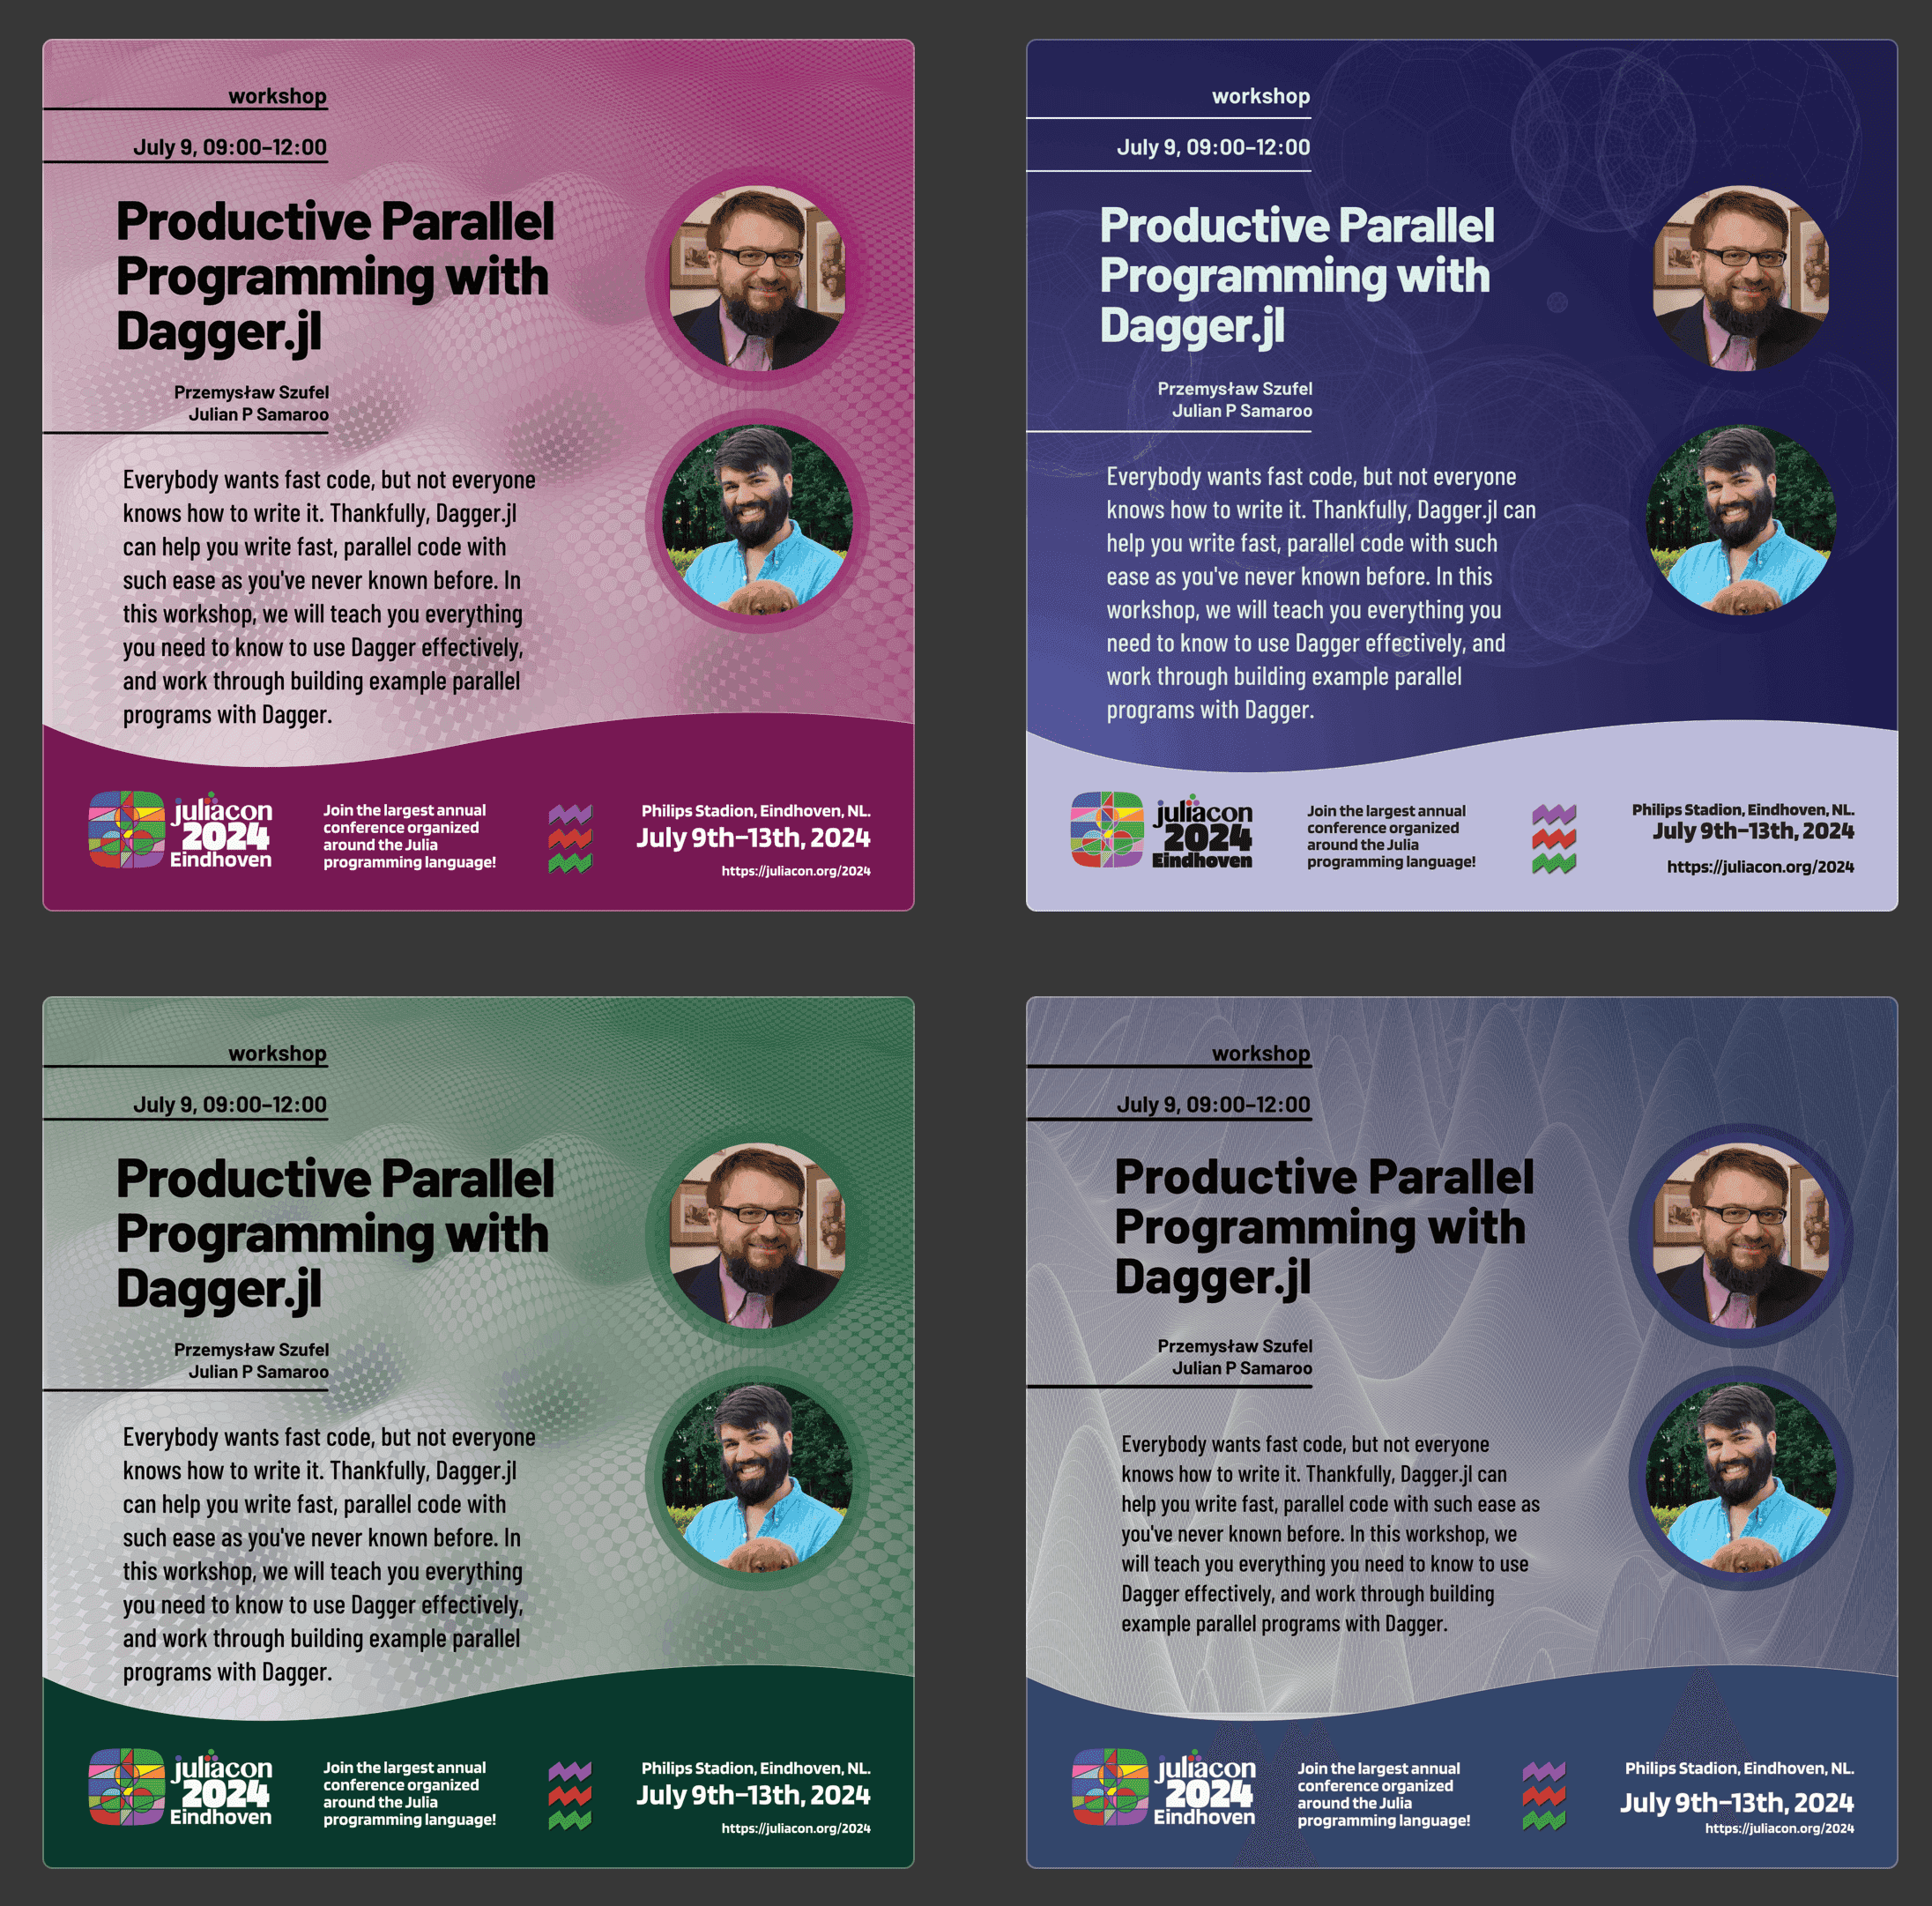 workshop
July 9, 09:00–12:00
Productive Parallel
Programming with
Dagger.jl
Przemysław Szufel
Julian P Samaroo
Everybody wants fast code, but not everyone
knows how to write it. Thankfully, Dagger.jl
can help you write fast, parallel code with
such ease as you've never known before. In
this workshop, we will teach you everything
you need to know to use Dagger effectively,
and work through building example parallel
programs with Dagger.
juliacon
2024
Eindhoven
Join the largest annual
conference organized
around the Julia
programming language!
Philips Stadion, Eindhoven, NL.
July 9th–13th, 2024
https://juliacon.org/2024
workshop
July 9, 09:00–12:00
Productive Parallel
Programming with
Dagger.jl
Przemysław Szufel
Julian P Samaroo
Everybody wants fast code, but not everyone
knows how to write it. Thankfully, Dagger.jl can
help you write fast, parallel code with such
ease as you've never known before. In this
workshop, we will teach you everything you
need to know to use Dagger effectively, and
work through building example parallel
programs with Dagger.
juliacon
2024
Eindhoven
Join the largest annual
conference organized
around the Julia
programming language!
Philips Stadion, Eindhoven, NL.
July 9th–13th, 2024
https://juliacon.org/2024
workshop
July 9, 09:00–12:00
Productive Parallel
Programming with
Dagger.jl
Przemysław Szufel
Julian P Samaroo
Everybody wants fast code, but not everyone
knows how to write it. Thankfully, Dagger.jl
can help you write fast, parallel code with
such ease as you've never known before. In
this workshop, we will teach you everything
you need to know to use Dagger effectively,
and work through building example parallel
programs with Dagger.
juliacon
2024
Eindhoven
Join the largest annual
conference organized
around the Julia
programming language!
Philips Stadion, Eindhoven, NL.
July 9th–13th, 2024
https://juliacon.org/2024
workshop
July 9, 09:00–12:00
Productive Parallel
Programming with
Dagger.jl
Przemysław Szufel
Julian P Samaroo
Everybody wants fast code, but not everyone
knows how to write it. Thankfully, Dagger.jl can
help you write fast, parallel code with such ease as
you've never known before. In this workshop, we
will teach you everything you need to know to use
Dagger effectively, and work through building
example parallel programs with Dagger.
juliacon
2024
Eindhoven
Join the largest annual
conference organized
around the Julia
programming language!
Philips Stadion, Eindhoven, NL.
July 9th–13th, 2024
https://juliacon.org/2024